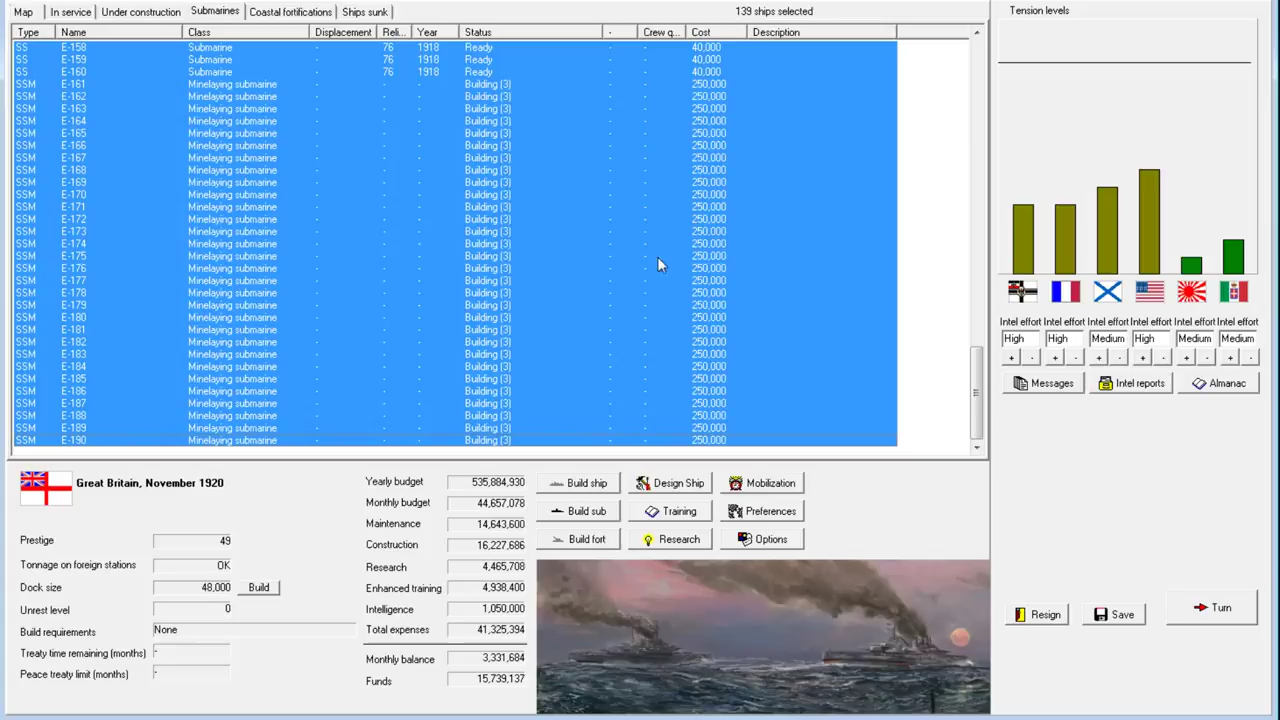 Map In service Under construction Submarines Coastal fortifications Ships sunk 139 ships selected
Type Name Class Displacement Reli... Year Status - Crew q... Cost Description
SS E-158 Submarine - 76 1918 Ready 40,000
SS E-159 Submarine - 76 1918 Ready 40,000
SS E-160 Submarine - 76 1918 Ready 40,000
SSM E-161 Minelaying submarine - - - Building (3) - 250,000
SSM E-162 Minelaying submarine - - - Building (3) - 250,000
SSM E-163 Minelaying submarine - - - Building (3) - 250,000
SSM E-164 Minelaying submarine - - - Building (3) - 250,000
SSM E-165 Minelaying submarine - - - Building (3) - 250,000
SSM E-166 Minelaying submarine - - - Building (3) - 250,000
SSM E-167 Minelaying submarine - - - Building (3) - 250,000
SSM E-168 Minelaying submarine - - - Building (3) - 250,000
SSM E-169 Minelaying submarine - - - Building (3) - 250,000
SSM E-170 Minelaying submarine - - - Building (3) - 250,000
SSM E-171 Minelaying submarine - - - Building (3) - 250,000
SSM E-172 Minelaying submarine - - - Building (3) - 250,000
SSM E-173 Minelaying submarine - - - Building (3) - 250,000
SSM E-174 Minelaying submarine - - - Building (3) - 250,000
SSM E-175 Minelaying submarine - - - Building (3) - 250,000
SSM E-176 Minelaying submarine - - - Building (3) - 250,000
SSM E-177 Minelaying submarine - - - Building (3) - 250,000
SSM E-178 Minelaying submarine - - - Building (3) - 250,000
SSM E-179 Minelaying submarine - - - Building (3) - 250,000
SSM E-180 Minelaying submarine - - - Building (3) - 250,000
SSM E-181 Minelaying submarine - - - Building (3) - 250,000
SSM E-182 Minelaying submarine - - - Building (3) - 250,000
SSM E-183 Minelaying submarine - - - Building (3) - 250,000
SSM E-184 Minelaying submarine - - - Building (3) - 250,000
SSM E-185 Minelaying submarine - - - Building (3) - 250,000
SSM E-186 Minelaying submarine - - - Building (3) - 250,000
SSM E-187 Minelaying submarine - - - Building (3) - 250,000
SSM E-188 Minelaying submarine - - - Building (3) - 250,000
SSM E-189 Minelaying submarine - - - Building (3) - 250,000
SSM E-190 Minelaying submarine - - - Building (3) - 250,000
Tension levels
Intel effort Intel effort Intel effort Intel effort Intel effort Intel effort
High High Medium High Medium Medium
+ - + - + - + - + - + -
Messages Intel reports Almanac
Great Britain, November 1920
Prestige 49
Tonnage on foreign stations OK
Dock size 48,000 Build
Unrest level 0
Build requirements None
Treaty time remaining (months) -
Peace treaty limit (months) -
Yearly budget 535,884,930
Monthly budget 44,657,078
Maintenance 14,643,600
Construction 16,227,686
Research 4,465,708
Enhanced training 4,938,400
Intelligence 1,050,000
Total expenses 41,325,394
Monthly balance 3,331,684
Funds 15,739,137
Build ship Design Ship Mobilization
Build sub Training Preferences
Build fort Research Options
Resign Save Turn